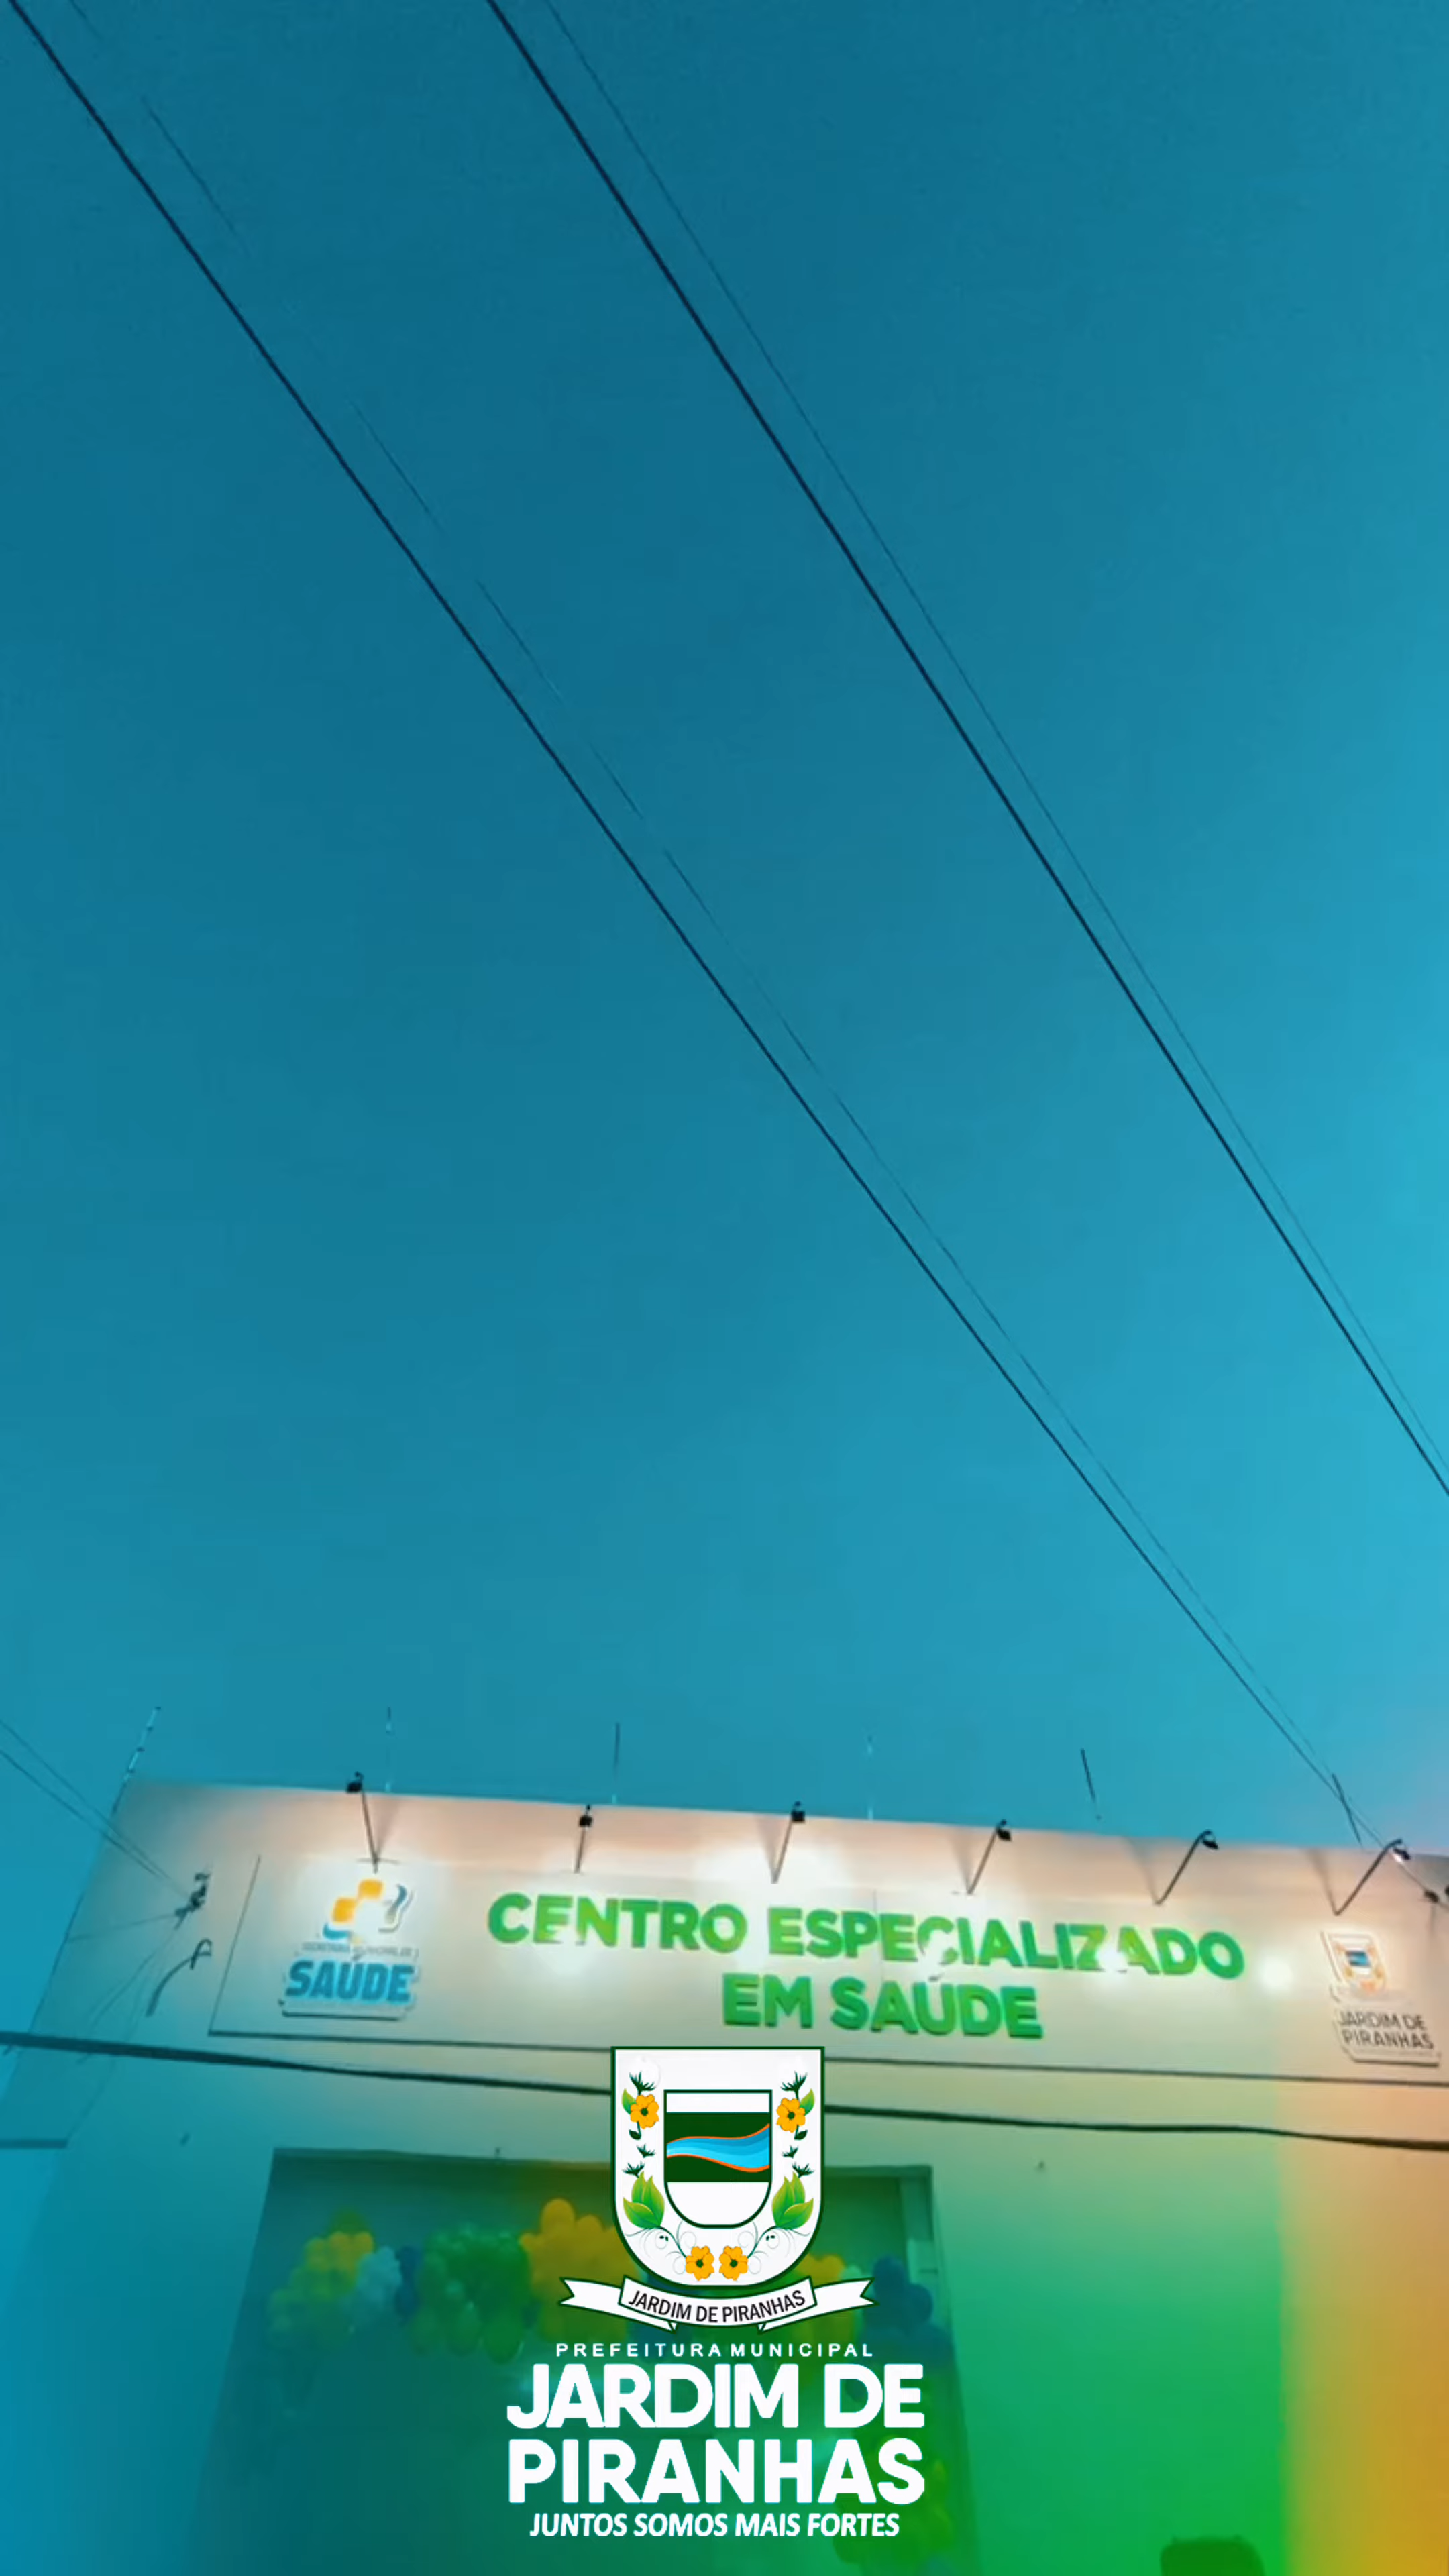 CENTRO ESPECIALIZADO
EM SAÚDE
SAÚDE
JARDIM DE
PIRANHAS
JARDIM DE PIRANHAS
PREFEITURA MUNICIPAL
JARDIM DE
PIRANHAS
JUNTOS SOMOS MAIS FORTES